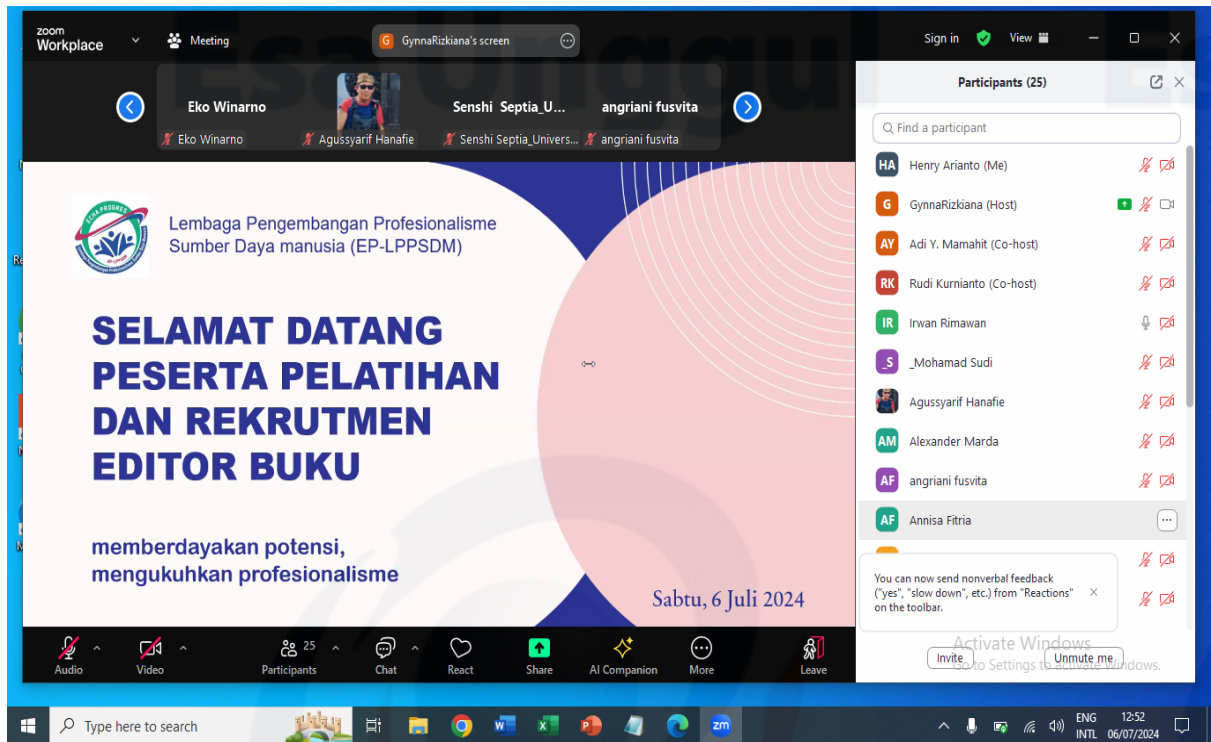 Esa Unggul Es
zoom
Workplace
Meeting
G GynnaRizkiana's screen
Sign in
View
Eko Winarno
Senshi Septia_U...
angriani fusvita
Eko Winarno
Agussyarif Hanafie
Senshi Septia_Univers...
angriani fusvita
ECHA PROGRES
Lembaga Pengembangan Profesionalisme
Sumber Daya manusia (EP-LPPSDM)
SELAMAT DATANG
PESERTA PELATIHAN
DAN REKRUTMEN
EDITOR BUKU
memberdayakan potensi,
mengukuhkan profesionalisme
Sabtu, 6 Juli 2024
Participants (25)
Find a participant
HA Henry Arianto (Me)
G GynnaRizkiana (Host)
AY Adi Y. Mamahit (Co-host)
RK Rudi Kurnianto (Co-host)
IR Irwan Rimawan
_S _Mohamad Sudi
Agussyarif Hanafie
AM Alexander Marda
AF angriani fusvita
AF Annisa Fitria
You can now send nonverbal feedback
("yes", "slow down", etc.) from "Reactions"
on the toolbar.
Activate Windows
Go to Settings to activate Windows.
Invite
Unmute me
Audio
Video
25
Participants
Chat
React
Share
AI Companion
More
Leave
Type here to search
zm
ENG
INTL
12:52
06/07/2024